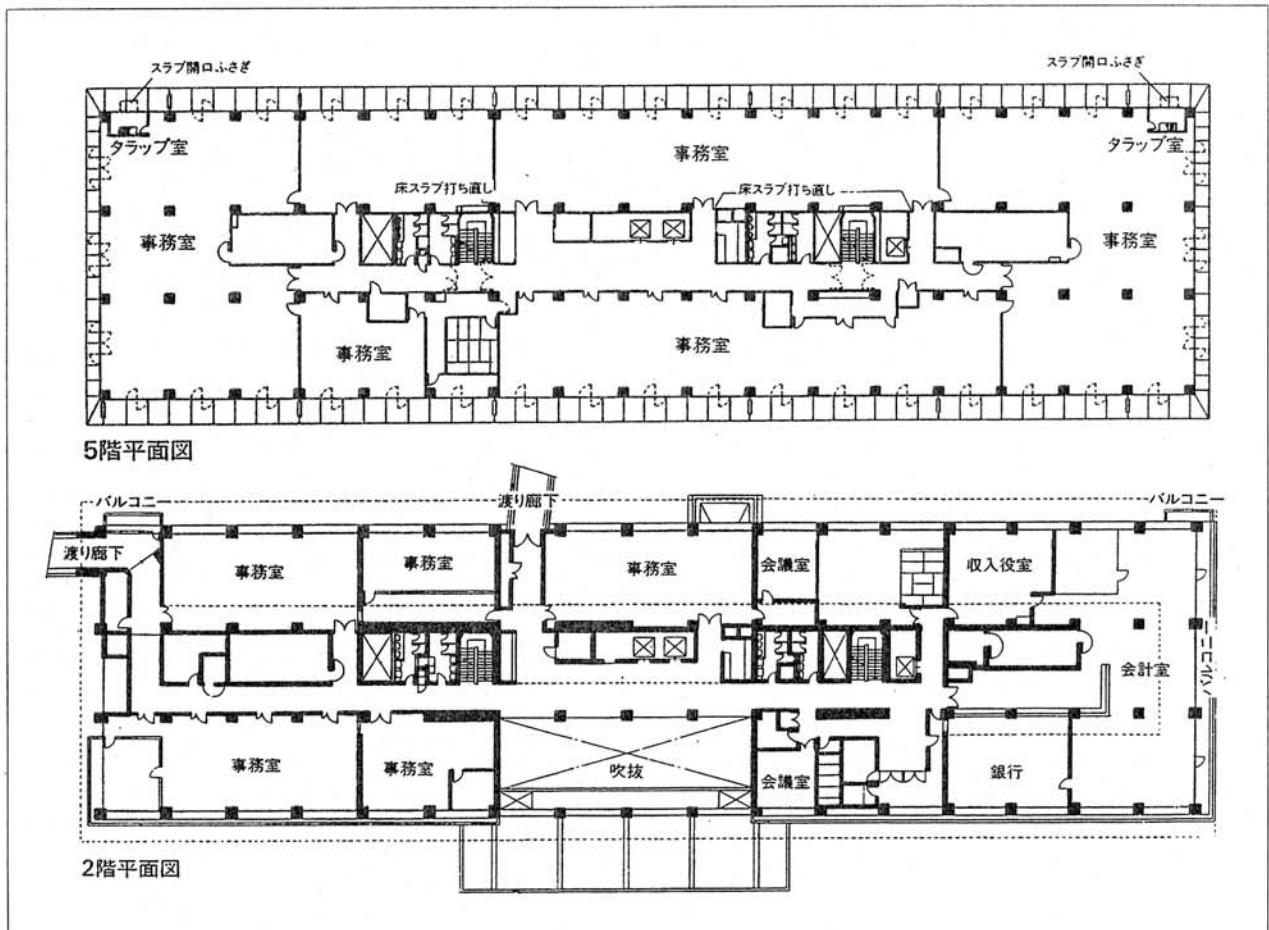 スラブ開口ふさぎ
スラブ開口ふさぎ
タラップ室
事務室
タラップ室
床スラブ打ち直し
床スラブ打ち直し
事務室
事務室
事務室
事務室
5階平面図
バルコニー
渡り廊下
バルコニー
渡り廊下
事務室
事務室
事務室
会議室
収入役室
会計室
バルコニー
事務室
事務室
吹抜
会議室
銀行
2階平面図